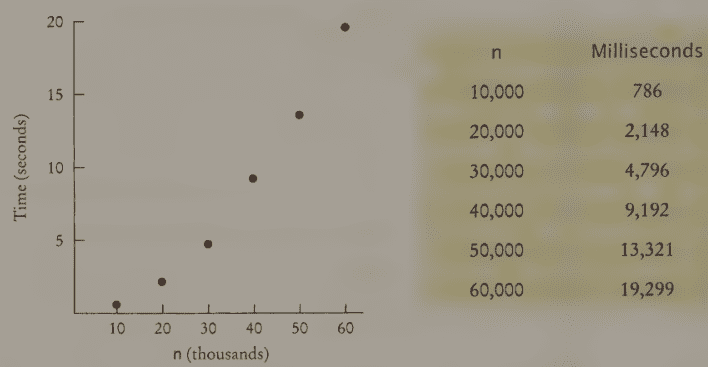 20
15
10
5
Time (seconds)
10 20 30 40 50 60
n (thousands)
n Milliseconds
10,000 786
20,000 2,148
30,000 4,796
40,000 9,192
50,000 13,321
60,000 19,299